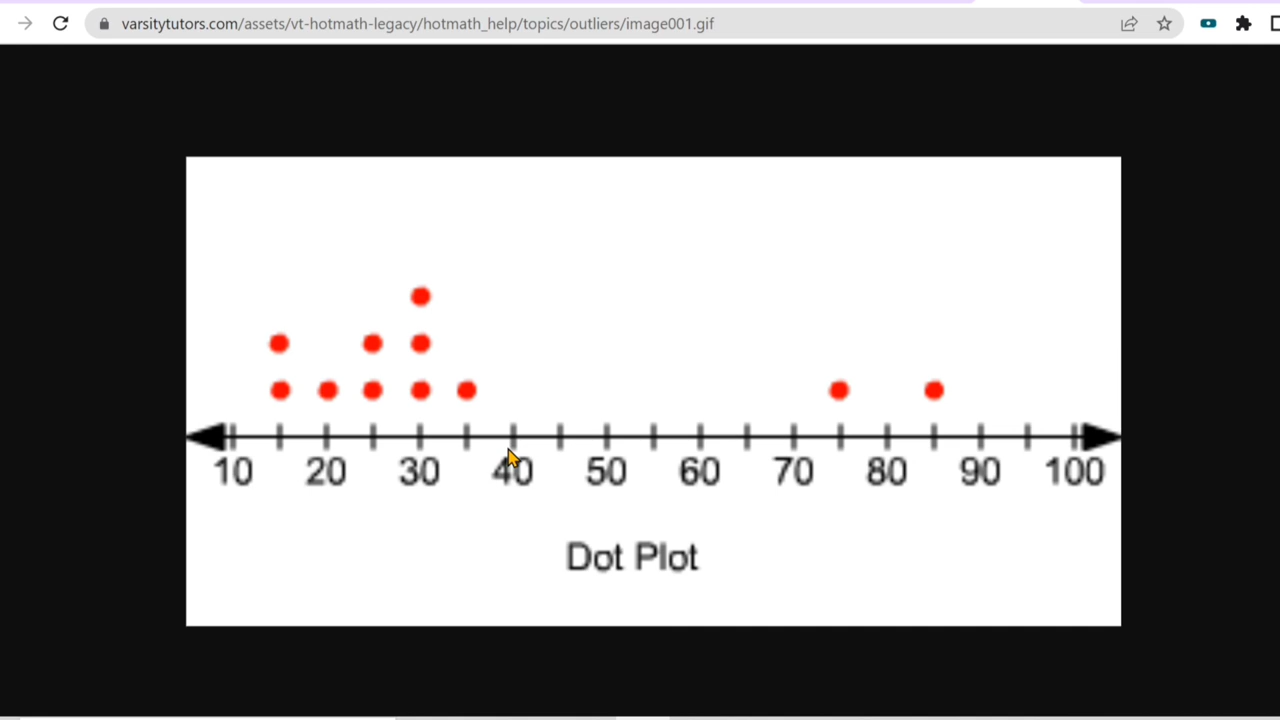 varsitytutors.com/assets/vt-hotmath-legacy/hotmath_help/topics/outliers/image001.gif
10 20 30 40 50 60 70 80 90 100
Dot Plot